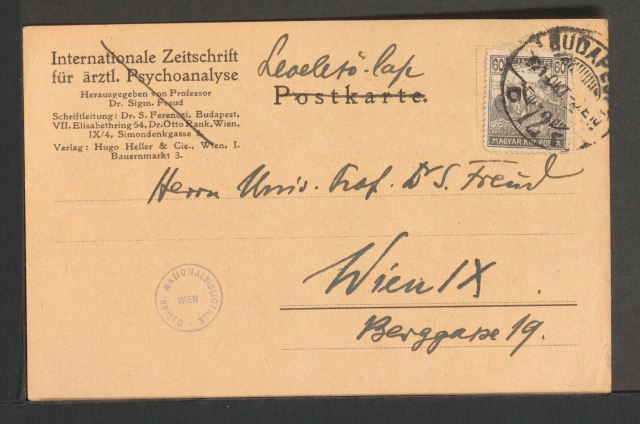 Internationale Zeitschrift
für ärztl. Psychoanalyse
Herausgegeben von Professor
Dr. Sigm. Freud
Schriftleitung: Dr. S. Ferenczi, Budapest,
VII. Elisabethring 54, Dr. Otto Rank, Wien,
IX/4, Simondenkgasse
Verlag: Hugo Heller & Cie., Wien, I.
Bauernmarkt 3.
Levelező-lap
Postkarte.
60 60
MAGYAR KIR. POSTA
BUDAPEST
Herrn Univ. Prof. Dr S. Freud
Wien IX
Berggasse 19.
NATIONALBIBLIOTHEK
WIEN